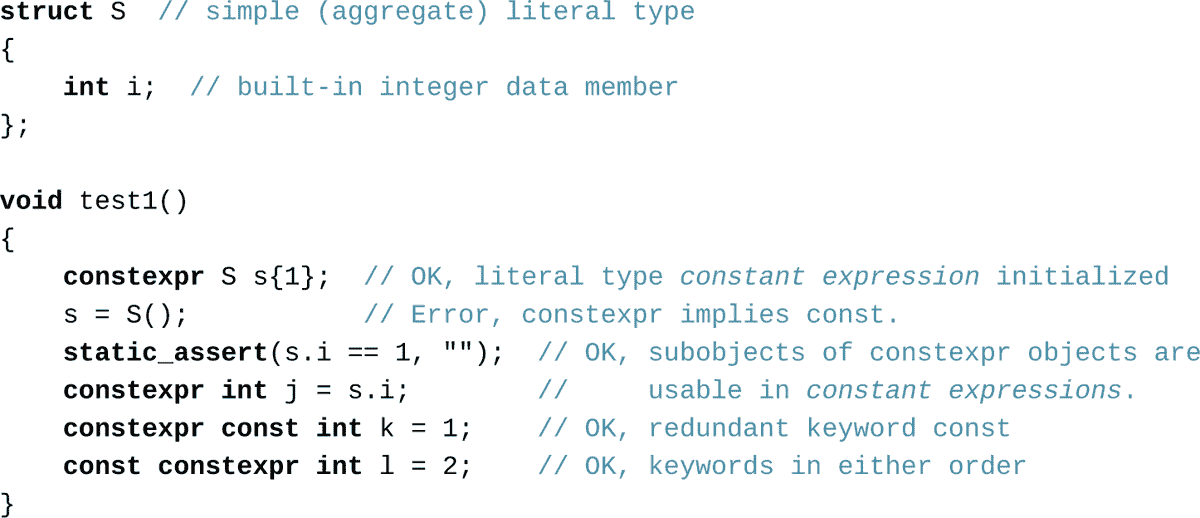 struct S  // simple (aggregate) literal type
{
    int i;  // built-in integer data member
};

void test1()
{
    constexpr S s{1};  // OK, literal type constant expression initialized
    s = S();           // Error, constexpr implies const.
    static_assert(s.i == 1, "");  // OK, subobjects of constexpr objects are
    constexpr int j = s.i;        //     usable in constant expressions.
    constexpr const int k = 1;    // OK, redundant keyword const
    const constexpr int l = 2;    // OK, keywords in either order
}